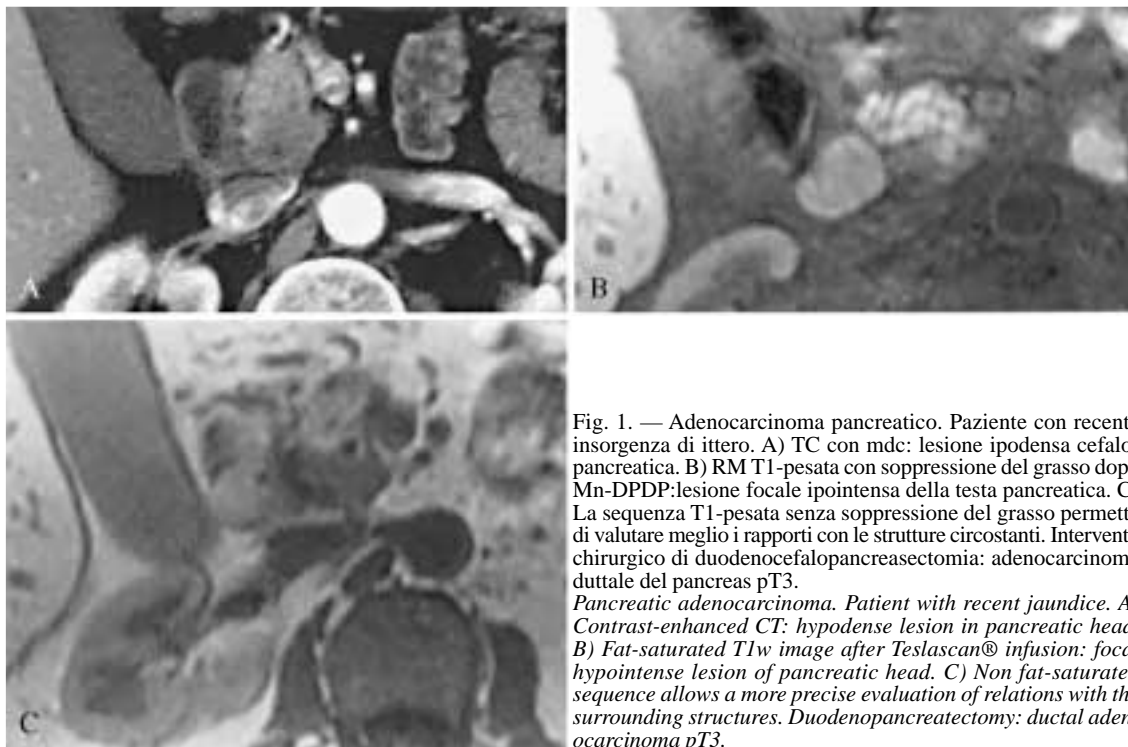 A
B
C
Fig. 1. — Adenocarcinoma pancreatico. Paziente con recent
insorgenza di ittero. A) TC con mdc: lesione ipodensa cefalo
pancreatica. B) RM T1-pesata con soppressione del grasso dop
Mn-DPDP:lesione focale ipointensa della testa pancreatica. C
La sequenza T1-pesata senza soppressione del grasso permett
di valutare meglio i rapporti con le strutture circostanti. Intervent
chirurgico di duodenocefalopancreasectomia: adenocarcinom
duttale del pancreas pT3.
Pancreatic adenocarcinoma. Patient with recent jaundice. A
Contrast-enhanced CT: hypodense lesion in pancreatic head
B) Fat-saturated T1w image after Teslascan® infusion: foca
hypointense lesion of pancreatic head. C) Non fat-saturate
sequence allows a more precise evaluation of relations with th
surrounding structures. Duodenopancreatectomy: ductal aden
ocarcinoma pT3.